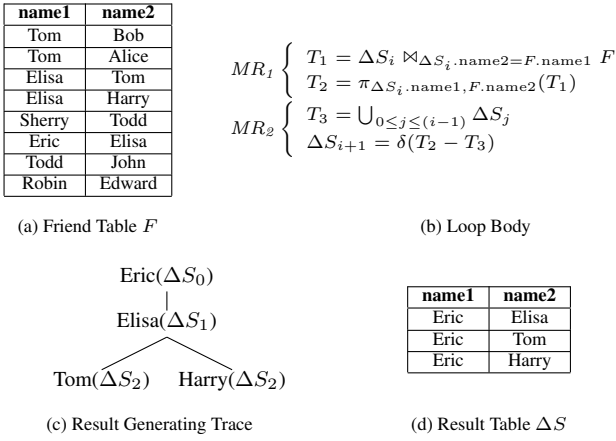 name1 name2
Tom Bob
Tom Alice
Elisa Tom
Elisa Harry
Sherry Todd
Eric Elisa
Todd John
Robin Edward
(a) Friend Table F
MR₁ { T₁ = ΔSᵢ ⋈_{ΔSᵢ.name2=F.name1} F
T₂ = π_{ΔSᵢ.name1,F.name2}(T₁)
MR₂ { T₃ = ⋃_{0≤j≤(i−1)} ΔSⱼ
ΔSᵢ₊₁ = δ(T₂ − T₃)
(b) Loop Body
Eric(ΔS₀)
Elisa(ΔS₁)
Tom(ΔS₂) Harry(ΔS₂)
(c) Result Generating Trace
name1 name2
Eric Elisa
Eric Tom
Eric Harry
(d) Result Table ΔS